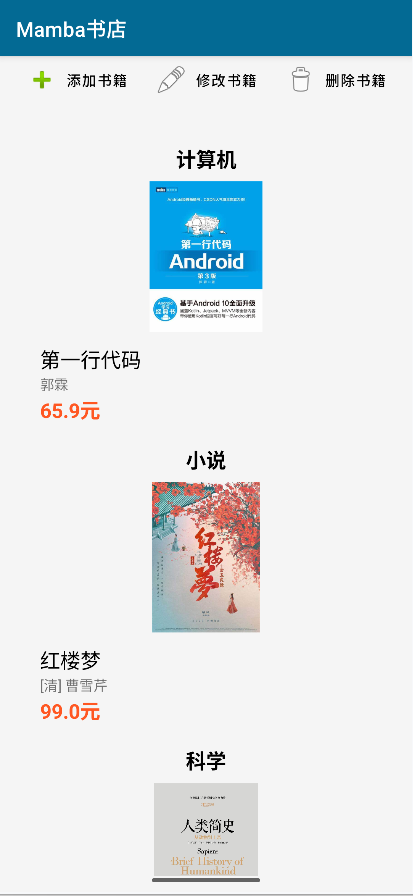 Mamba书店
添加书籍
修改书籍
删除书籍
计算机
第一行代码
Android
第3版
基于Android 10全面升级
第一行代码
郭霖
65.9元
小说
红楼梦
红楼梦
[清] 曹雪芹
99.0元
科学
人类简史
Sapiens
Brief History of
Humankind